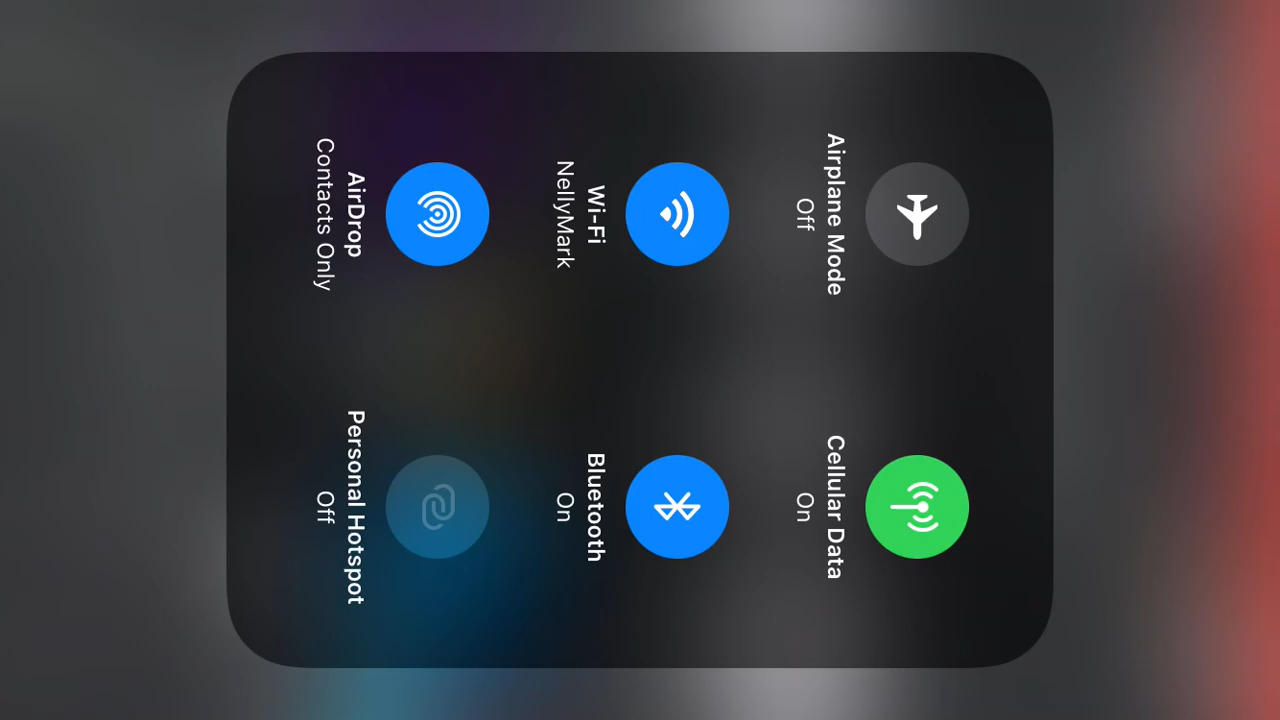 Airplane Mode
Off
Cellular Data
On
Wi-Fi
NellyMark
Bluetooth
On
AirDrop
Contacts Only
Personal Hotspot
Off